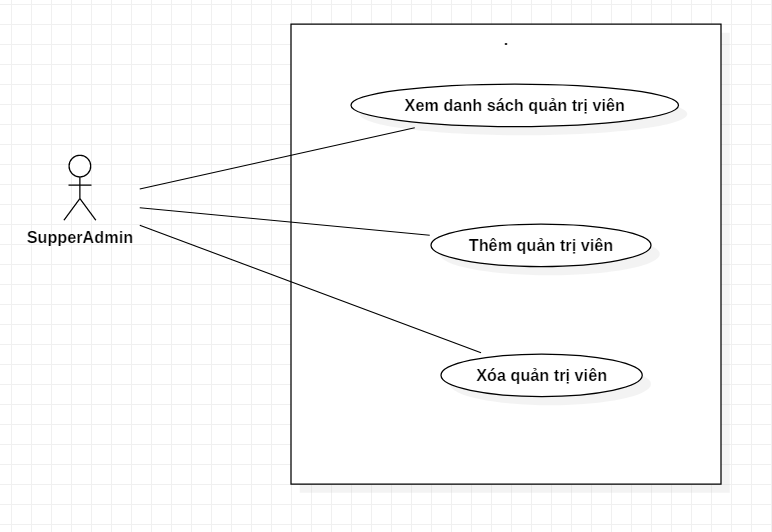 Xem danh sách quản trị viên
SupperAdmin
Thêm quản trị viên
Xóa quản trị viên